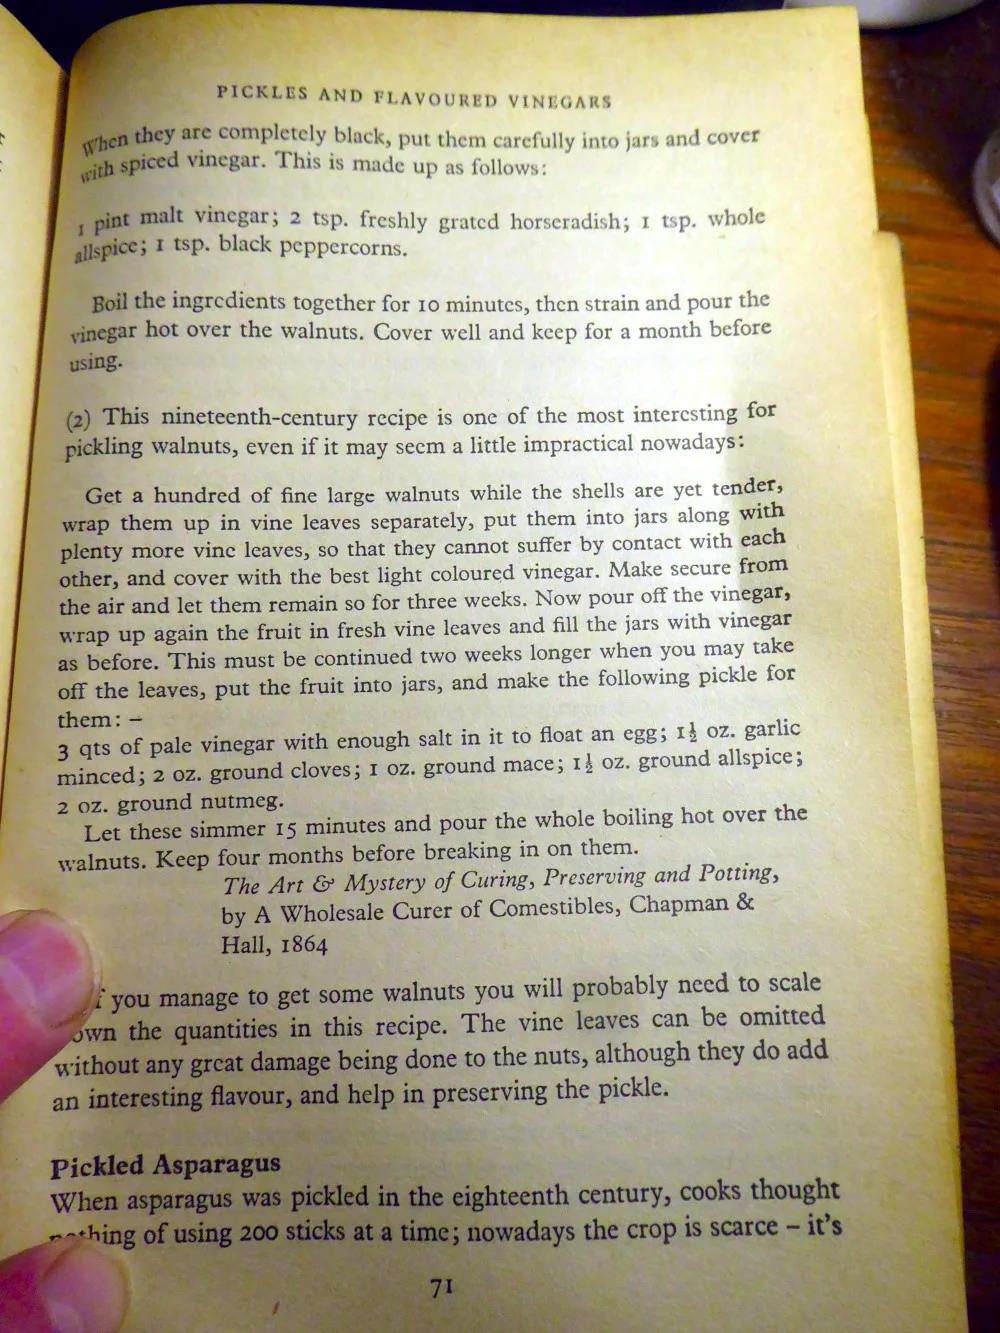 PICKLES AND FLAVOURED VINEGARS
When they are completely black, put them carefully into jars and cover
with spiced vinegar. This is made up as follows:
1 pint malt vinegar; 2 tsp. freshly grated horseradish; 1 tsp. whole
allspice; 1 tsp. black peppercorns.
Boil the ingredients together for 10 minutes, then strain and pour the
vinegar hot over the walnuts. Cover well and keep for a month before
using.
(2) This nineteenth-century recipe is one of the most interesting for
pickling walnuts, even if it may seem a little impractical nowadays:
Get a hundred of fine large walnuts while the shells are yet tender,
wrap them up in vine leaves separately, put them into jars along with
plenty more vine leaves, so that they cannot suffer by contact with each
other, and cover with the best light coloured vinegar. Make secure from
the air and let them remain so for three weeks. Now pour off the vinegar,
wrap up again the fruit in fresh vine leaves and fill the jars with vinegar
as before. This must be continued two weeks longer when you may take
off the leaves, put the fruit into jars, and make the following pickle for
them: –
3 qts of pale vinegar with enough salt in it to float an egg; 1½ oz. garlic
minced; 2 oz. ground cloves; 1 oz. ground mace; 1½ oz. ground allspice;
2 oz. ground nutmeg.
Let these simmer 15 minutes and pour the whole boiling hot over the
walnuts. Keep four months before breaking in on them.
The Art & Mystery of Curing, Preserving and Potting,
by A Wholesale Curer of Comestibles, Chapman &
Hall, 1864
you manage to get some walnuts you will probably need to scale
the quantities in this recipe. The vine leaves can be omitted
without any great damage being done to the nuts, although they do add
an interesting flavour, and help in preserving the pickle.
Pickled Asparagus
When asparagus was pickled in the eighteenth century, cooks thought
nothing of using 200 sticks at a time; nowadays the crop is scarce – it's
71